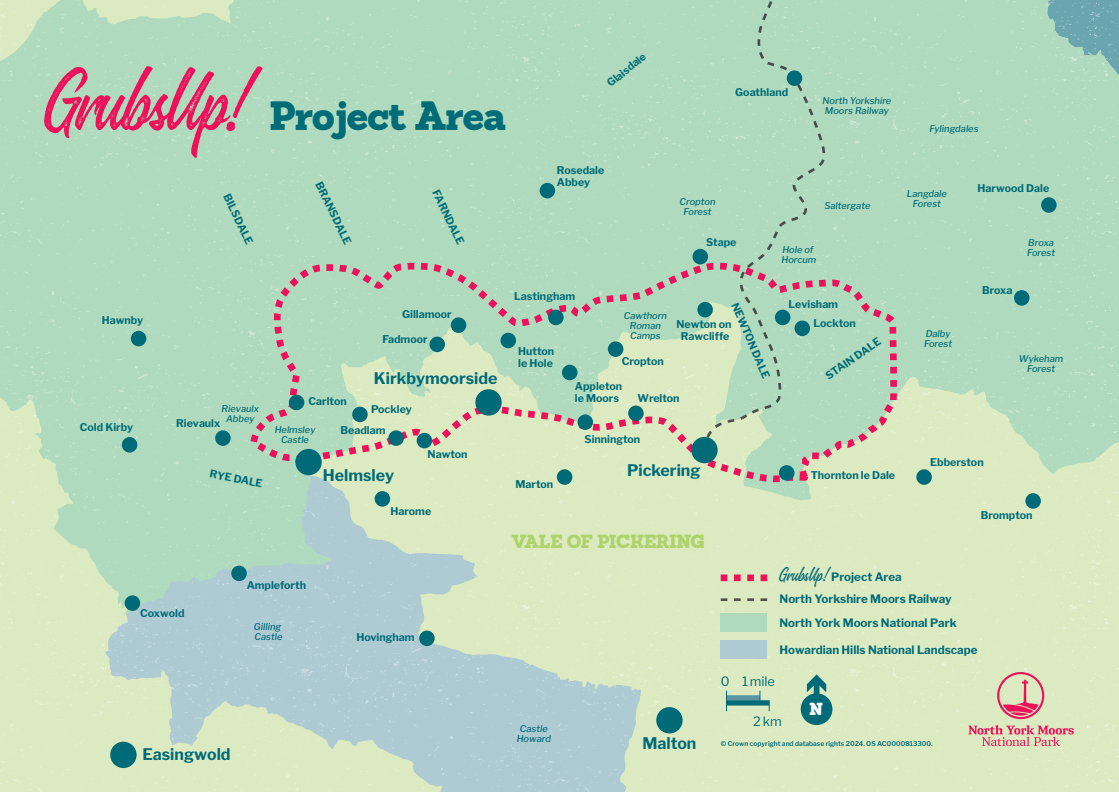 GrubsUp! Project Area
Glaisdale
Goathland
North Yorkshire
Moors Railway
Fylingdales
Rosedale
Abbey
BILSDALE
BRANSDALE
FARNDALE
Cropton
Forest
Saltergate
Langdale
Forest
Harwood Dale
Stape
Hole of
Horcum
Broxa
Forest
Broxa
Lastingham
Levisham
Lockton
Gillamoor
Fadmoor
Hawnby
Cawthorn
Roman
Camps
Newton on
Rawcliffe
NEWTON DALE
STAIN DALE
Dalby
Forest
Wykeham
Forest
Hutton
le Hole
Cropton
Kirkbymoorside
Appleton
le Moors
Wrelton
Carlton
Pockley
Beadlam
Nawton
Rievaulx
Abbey
Rievaulx
Helmsley
Castle
Cold Kirby
Sinnington
Helmsley
RYE DALE
Pickering
Thornton le Dale
Ebberston
Marton
Harome
Brompton
VALE OF PICKERING
Ampleforth
Coxwold
Gilling
Castle
Hovingham
Castle
Howard
Malton
Easingwold
GrubsUp! Project Area
North Yorkshire Moors Railway
North York Moors National Park
Howardian Hills National Landscape
0 1 mile
2 km
N
© Crown copyright and database rights 2024. OS AC0000813300.
North York Moors
National Park